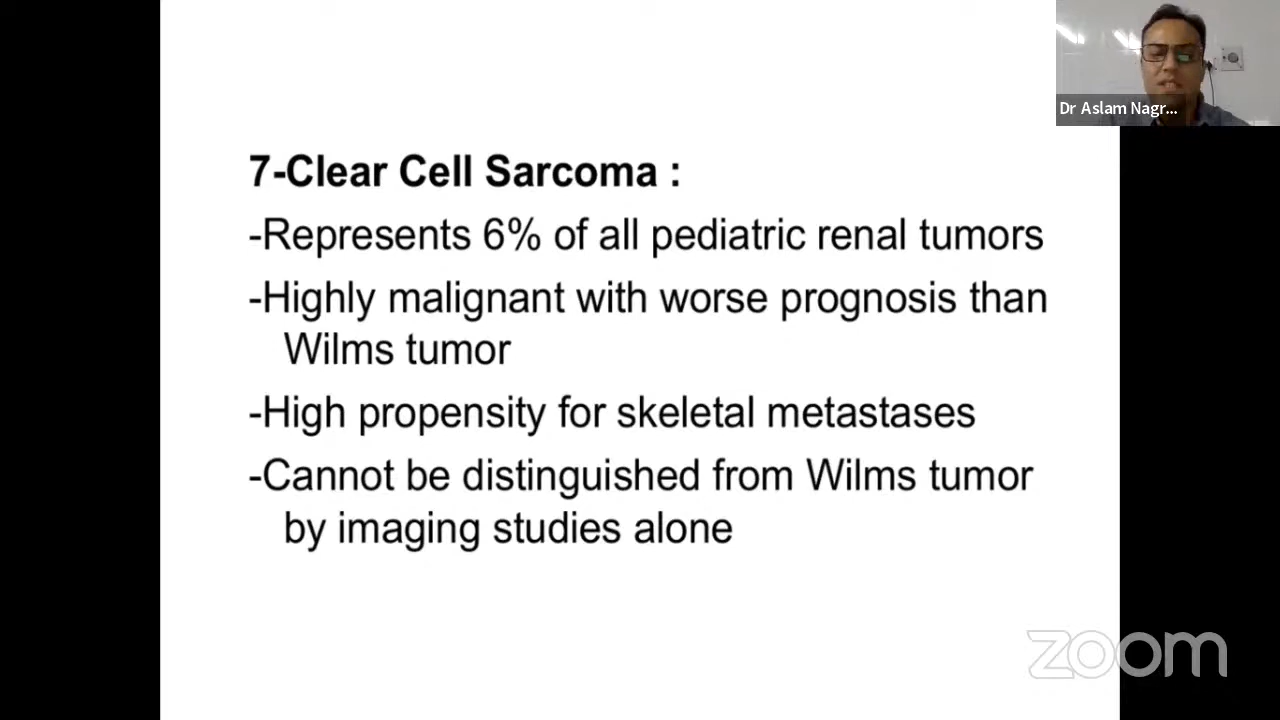 Dr Aslam Nagr...
7-Clear Cell Sarcoma :
-Represents 6% of all pediatric renal tumors
-Highly malignant with worse prognosis than
Wilms tumor
-High propensity for skeletal metastases
-Cannot be distinguished from Wilms tumor
by imaging studies alone
zoom